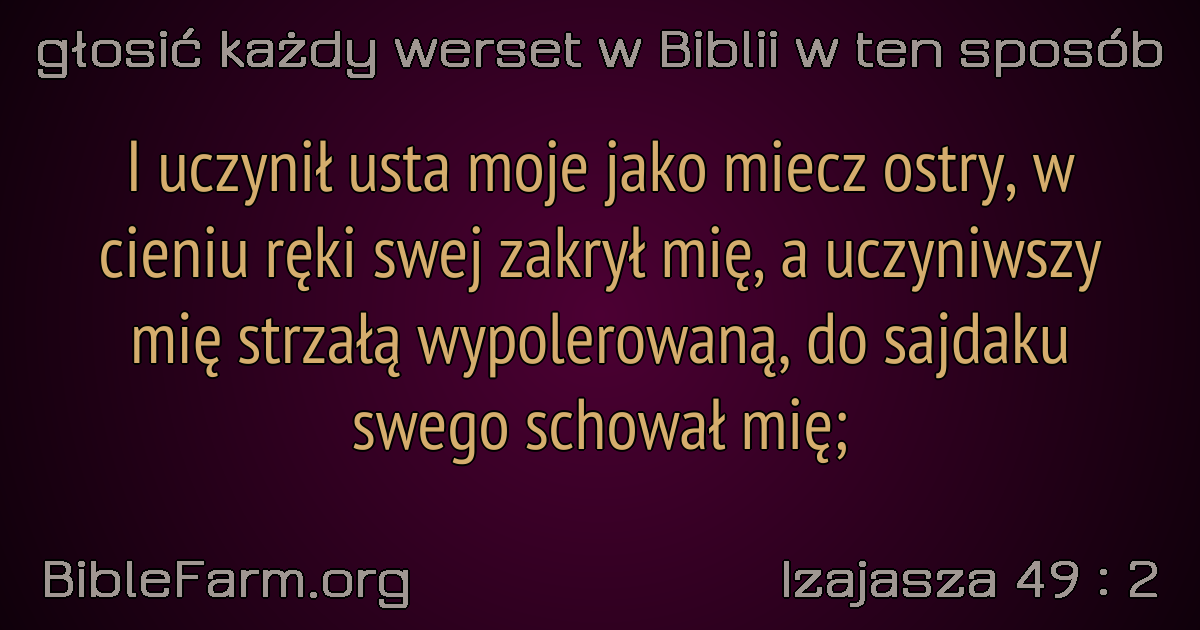 głosić każdy werset w Biblii w ten sposób
I uczynił usta moje jako miecz ostry, w
cieniu ręki swej zakrył mię, a uczyniwszy
mię strzałą wypolerowaną, do sajdaku
swego schował mię;
BibleFarm.org
Izajasza 49 : 2